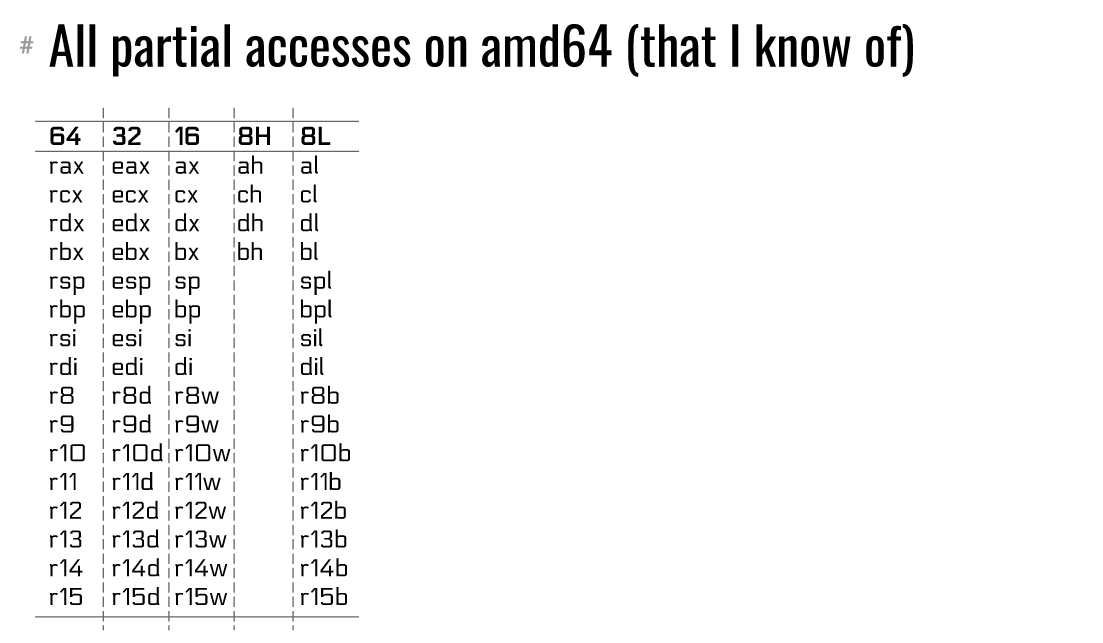 # All partial accesses on amd64 (that I know of)
64 32 16 8H 8L
rax eax ax ah al
rcx ecx cx ch cl
rdx edx dx dh dl
rbx ebx bx bh bl
rsp esp sp spl
rbp ebp bp bpl
rsi esi si sil
rdi edi di dil
r8 r8d r8w r8b
r9 r9d r9w r9b
r10 r10d r10w r10b
r11 r11d r11w r11b
r12 r12d r12w r12b
r13 r13d r13w r13b
r14 r14d r14w r14b
r15 r15d r15w r15b